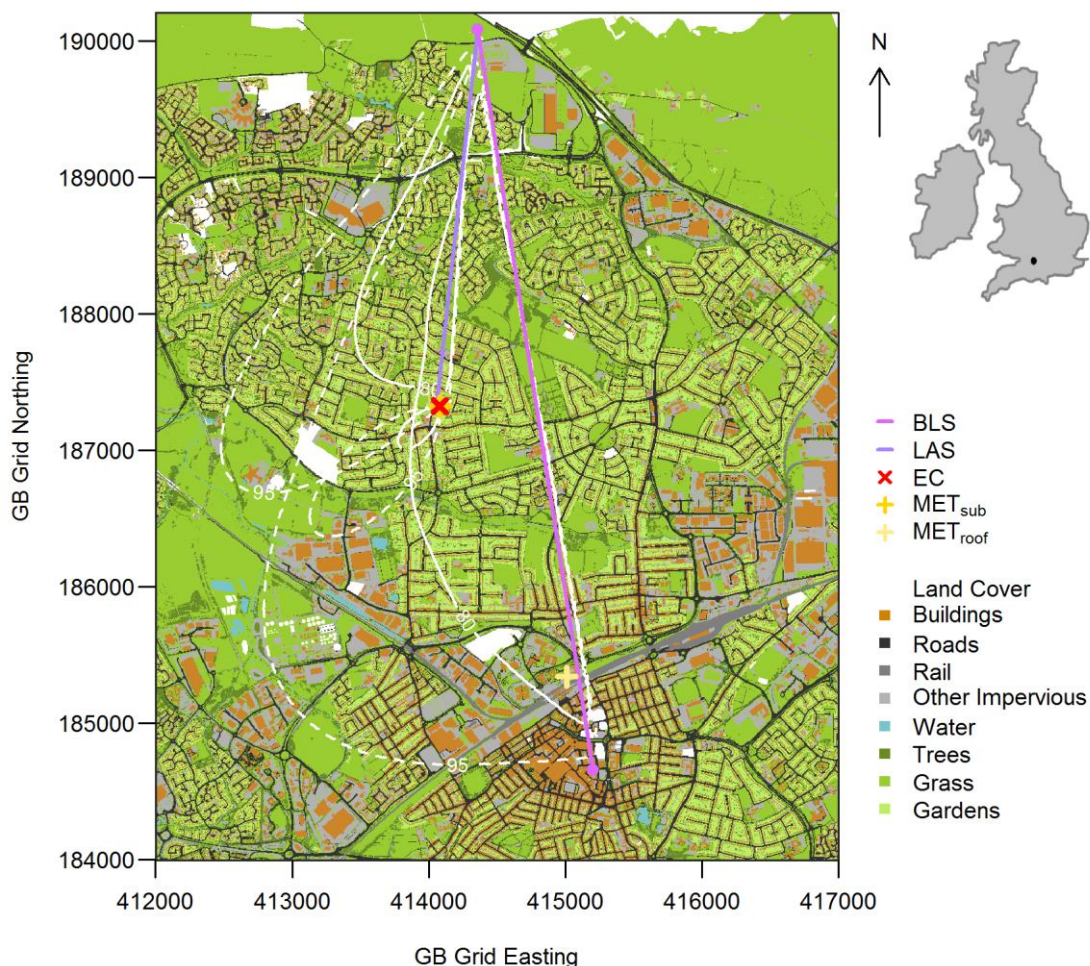 190000
189000
188000
187000
186000
185000
184000
GB Grid Northing
412000 413000 414000 415000 416000 417000
GB Grid Easting
95
80
95
N
BLS
LAS
EC
METsub
METroof
Land Cover
Buildings
Roads
Rail
Other Impervious
Water
Trees
Grass
Gardens